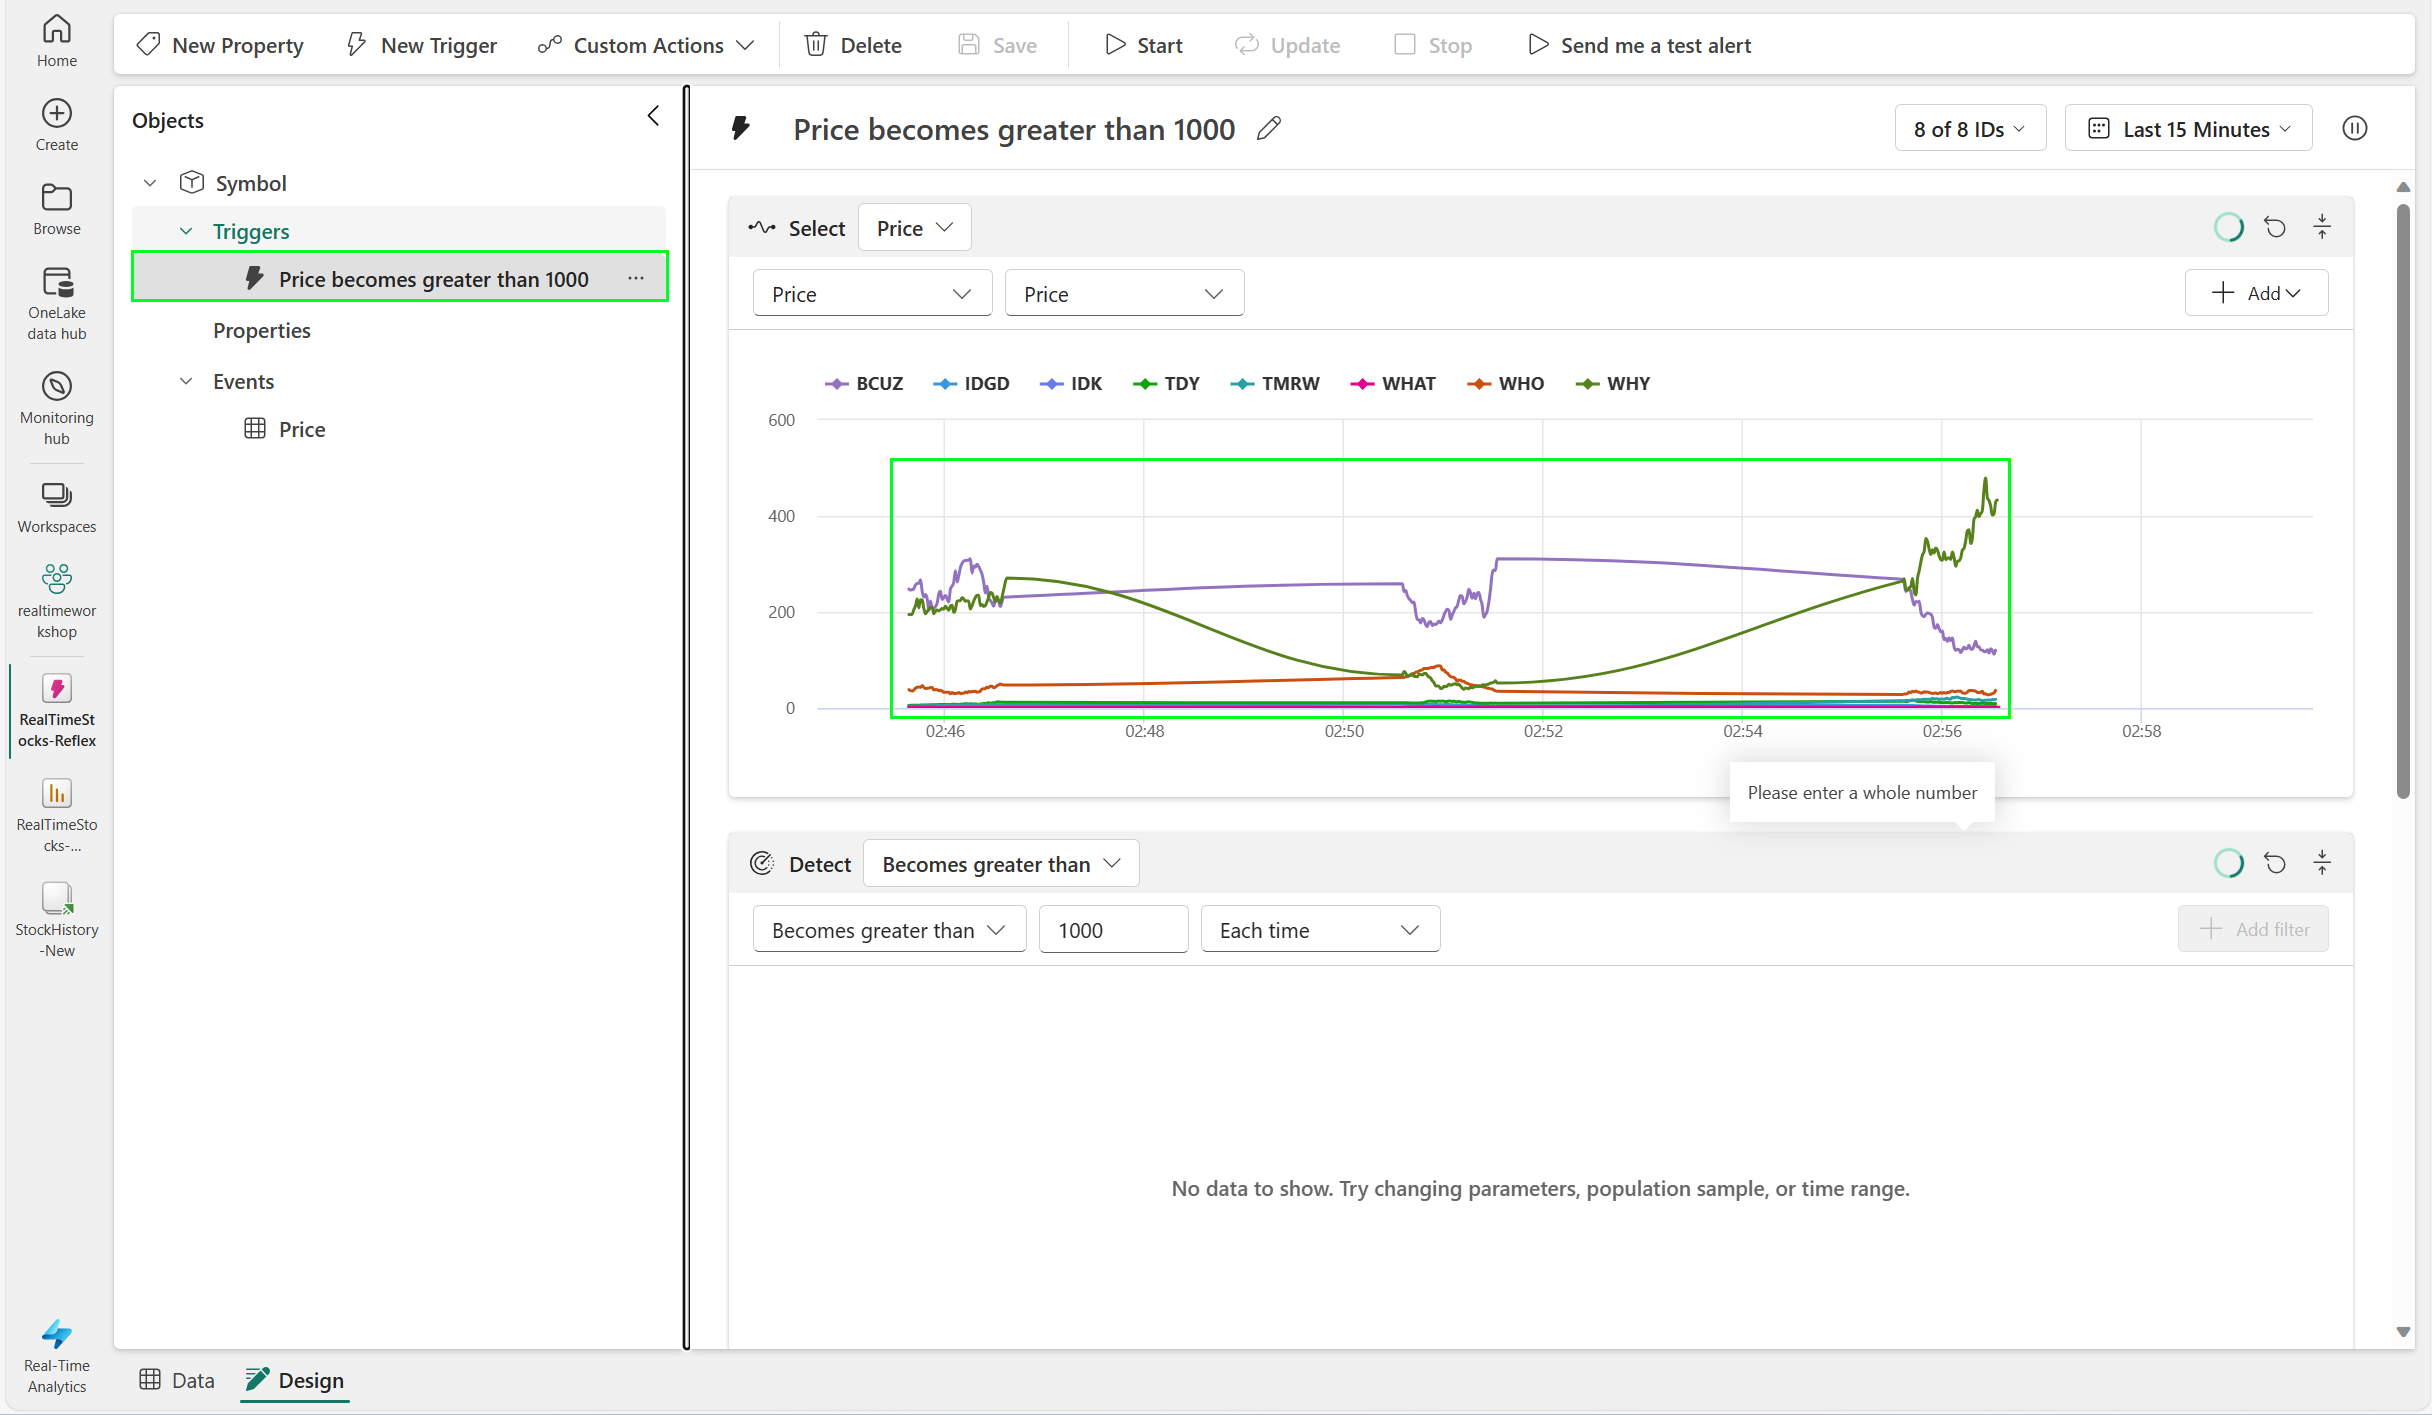 Home
Create
Browse
OneLake
data hub
Monitoring
hub
Workspaces
realtimewor
kshop
RealTimeSt
ocks-Reflex
RealTimeSto
cks-...
StockHistory
-New
Real-Time
Analytics
New Property
New Trigger
Custom Actions
Delete
Save
Start
Update
Stop
Send me a test alert
Objects
Symbol
Triggers
Price becomes greater than 1000
...
Properties
Events
Price
Price becomes greater than 1000
8 of 8 IDs
Last 15 Minutes
Select
Price
Price
Price
Add
BCUZ
IDGD
IDK
TDY
TMRW
WHAT
WHO
WHY
600
400
200
0
02:46
02:48
02:50
02:52
02:54
02:56
02:58
Please enter a whole number
Detect
Becomes greater than
Becomes greater than
1000
Each time
Add filter
No data to show. Try changing parameters, population sample, or time range.
Data
Design